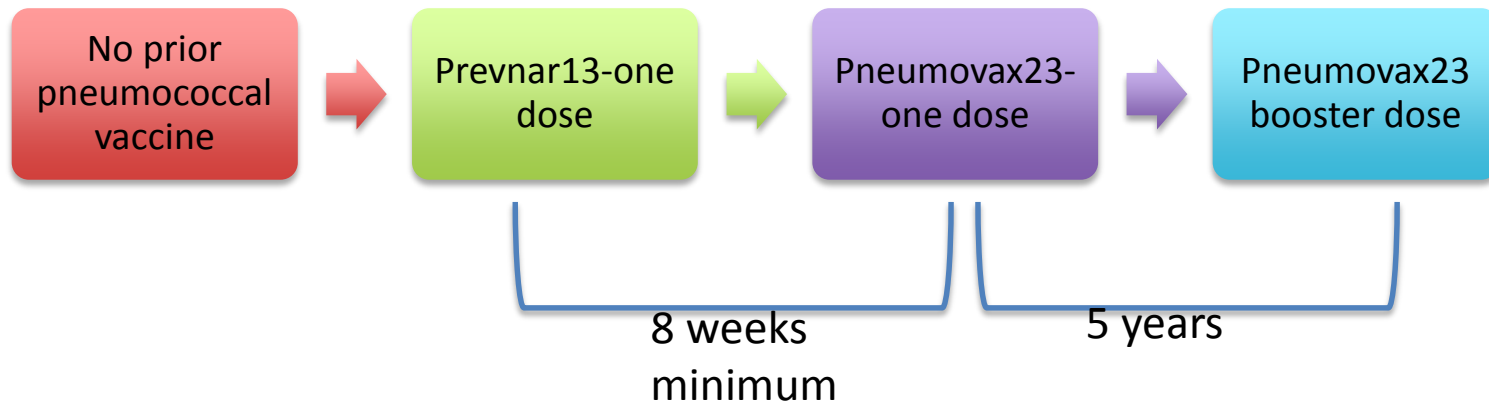 No prior
pneumococcal
vaccine
Prevnar13-one
dose
Pneumovax23-
one dose
Pneumovax23
booster dose
8 weeks
minimum
5 years